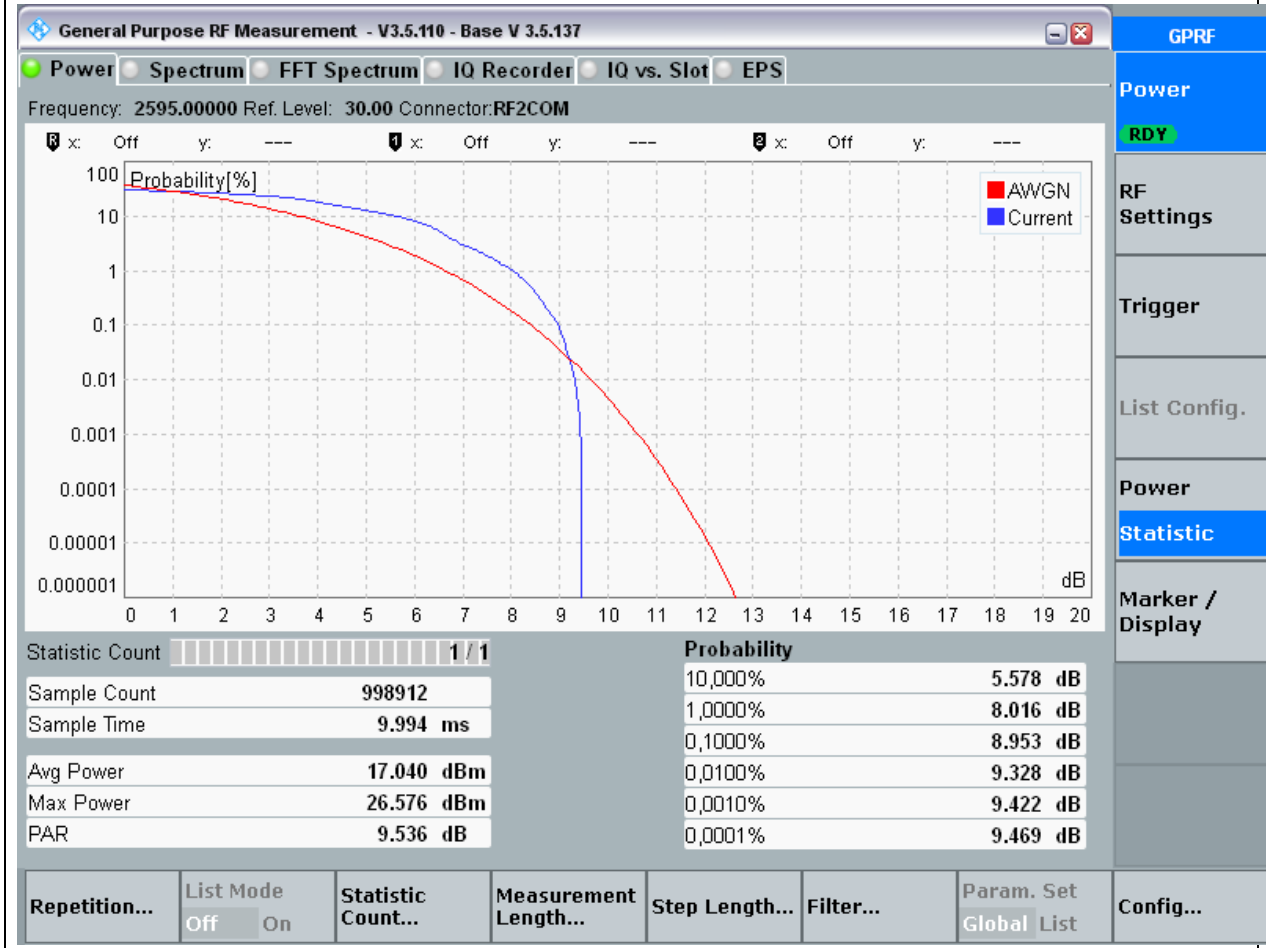 General Purpose RF Measurement - V3.5.110 - Base V 3.5.137
GPRF
Power Spectrum FFT Spectrum IQ Recorder IQ vs. Slot EPS
Frequency: 2595.00000 Ref. Level: 30.00 Connector:RF2COM
R x: Off y: --- 1 x: Off y: --- 2 x: Off y: ---
Probability[%]
100
10
1
0.1
0.01
0.001
0.0001
0.00001
0.000001
AWGN
Current
dB
0 1 2 3 4 5 6 7 8 9 10 11 12 13 14 15 16 17 18 19 20
Statistic Count 1 / 1
Sample Count 998912
Sample Time 9.994 ms
Avg Power 17.040 dBm
Max Power 26.576 dBm
PAR 9.536 dB
Probability
10,000% 5.578 dB
1,0000% 8.016 dB
0,1000% 8.953 dB
0,0100% 9.328 dB
0,0010% 9.422 dB
0,0001% 9.469 dB
Power
RDY
RF
Settings
Trigger
List Config.
Power
Statistic
Marker /
Display
Repetition...
List Mode
Off On
Statistic
Count...
Measurement
Length...
Step Length...
Filter...
Param. Set
Global List
Config...